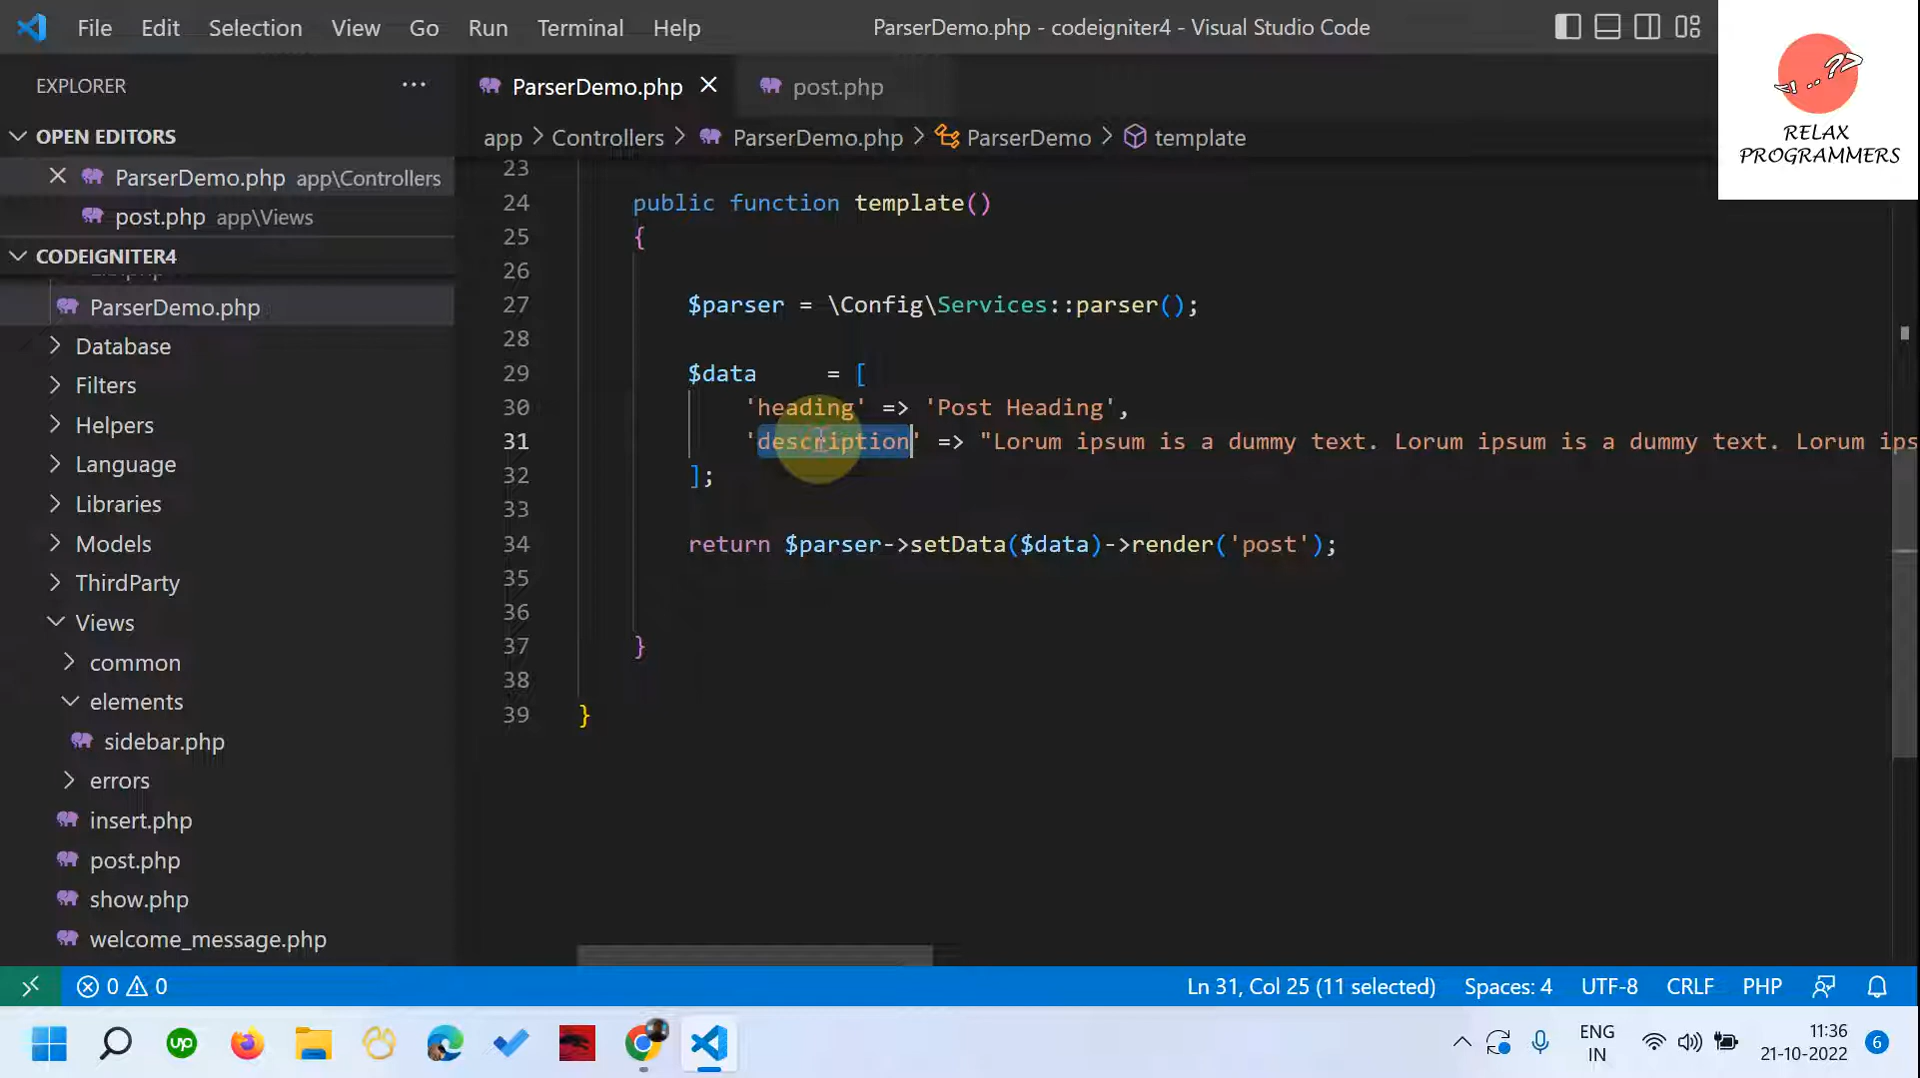 File Edit Selection View Go Run Terminal Help
ParserDemo.php - codeigniter4 - Visual Studio Code
<!..??>
RELAX
PROGRAMMERS
EXPLORER
OPEN EDITORS
ParserDemo.php app\Controllers
post.php app\Views
CODEIGNITER4
ParserDemo.php
Database
Filters
Helpers
Language
Libraries
Models
ThirdParty
Views
common
elements
sidebar.php
errors
insert.php
post.php
show.php
welcome_message.php
ParserDemo.php post.php
app > Controllers > ParserDemo.php > ParserDemo > template
23
24 public function template()
25 {
26
27 $parser = \Config\Services::parser();
28
29 $data = [
30 'heading' => 'Post Heading',
31 'description' => "Lorum ipsum is a dummy text. Lorum ipsum is a dummy text. Lorum ips
32 ];
33
34 return $parser->setData($data)->render('post');
35
36
37 }
38
39 }
0 0 Ln 31, Col 25 (11 selected) Spaces: 4 UTF-8 CRLF PHP
up
ENG
IN
11:36
21-10-2022
6